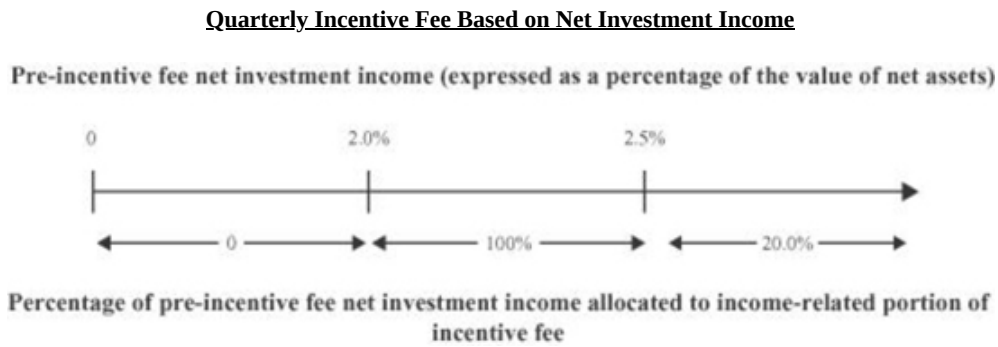 Quarterly Incentive Fee Based on Net Investment Income
Pre-incentive fee net investment income (expressed as a percentage of the value of net assets)
0 2.0% 2.5%
0 100% 20.0%
Percentage of pre-incentive fee net investment income allocated to income-related portion of
incentive fee